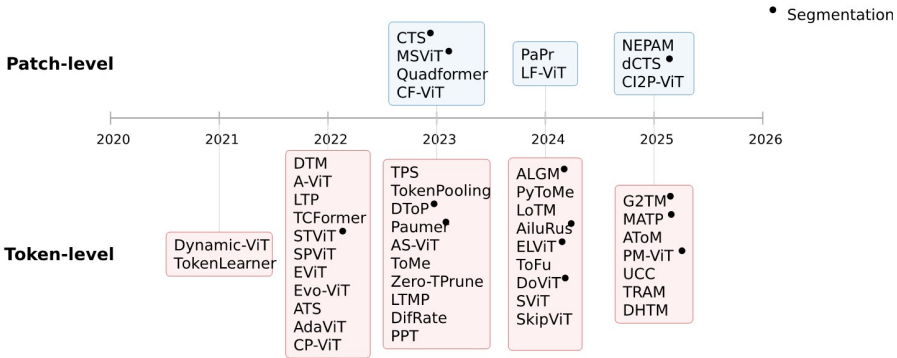 ● Segmentation
Patch-level
CTS●
MSViT●
Quadformer
CF-ViT
PaPr
LF-ViT
NEPAM
dCTS●
CI2P-ViT
2020 2021 2022 2023 2024 2025 2026
Token-level
Dynamic-ViT
TokenLearner
DTM
A-ViT
LTP
TCFormer
STViT●
SPViT
EViT
Evo-ViT
ATS
AdaViT
CP-ViT
TPS
TokenPooling
DToP●
Paumer●
AS-ViT
ToMe
Zero-TPrune
LTMP
DifRate
PPT
ALGM●
PyToMe
LoTM
AiluRus●
ELViT●
ToFu
DoViT●
SViT
SkipViT
G2TM●
MATP●
AToM
PM-ViT●
UCC
TRAM
DHTM